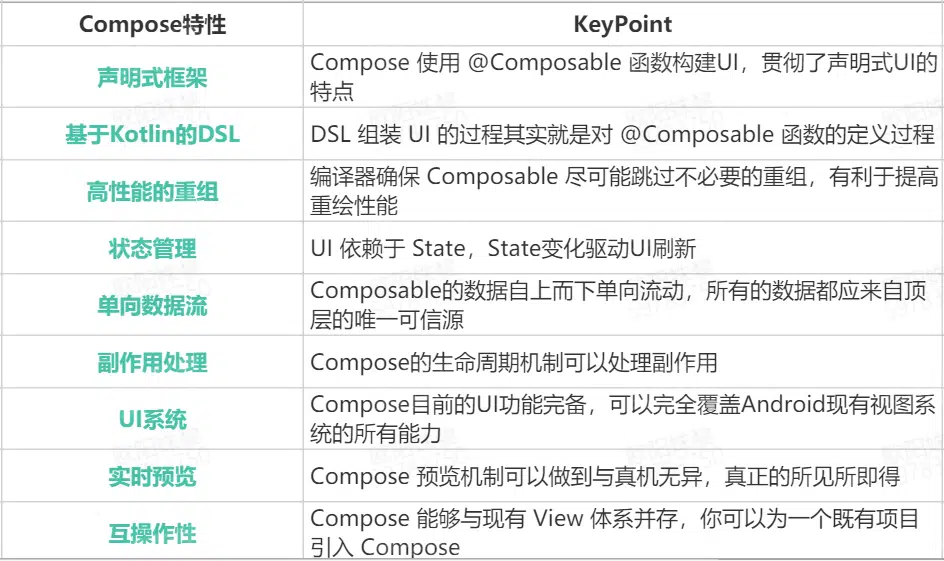 Compose特性
KeyPoint
声明式框架
Compose 使用 @Composable 函数构建UI，贯彻了声明式UI的
特点
基于Kotlin的DSL
DSL 组装 UI 的过程其实就是对 @Composable 函数的定义过程
高性能的重组
编译器确保 Composable 尽可能跳过不必要的重组，有利于提高
重绘性能
状态管理
UI 依赖于 State，State变化驱动UI刷新
单向数据流
Composable的数据自上而下单向流动，所有的数据都应来自顶
层的唯一可信源
副作用处理
Compose的生命周期机制可以处理副作用
UI系统
Compose目前的UI功能完备，可以完全覆盖Android现有视图系
统的所有能力
实时预览
Compose 预览机制可以做到与真机无异，真正的所见所即得
互操作性
Compose 能够与现有 View 体系并存，你可以为一个既有项目
引入 Compose